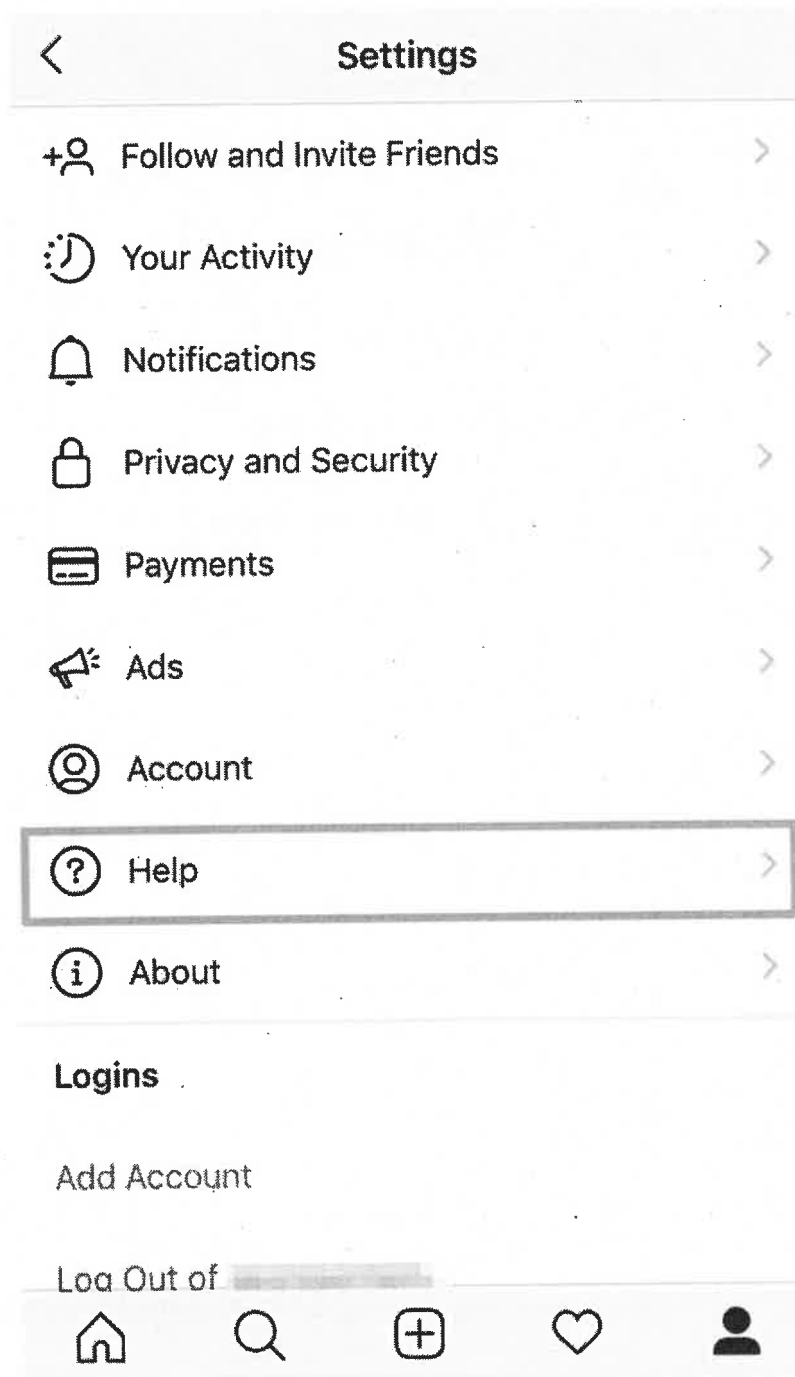 Settings
Follow and Invite Friends
Your Activity
Notifications
Privacy and Security
Payments
Ads
Account
Help
About
Logins
Add Account
Log Out of